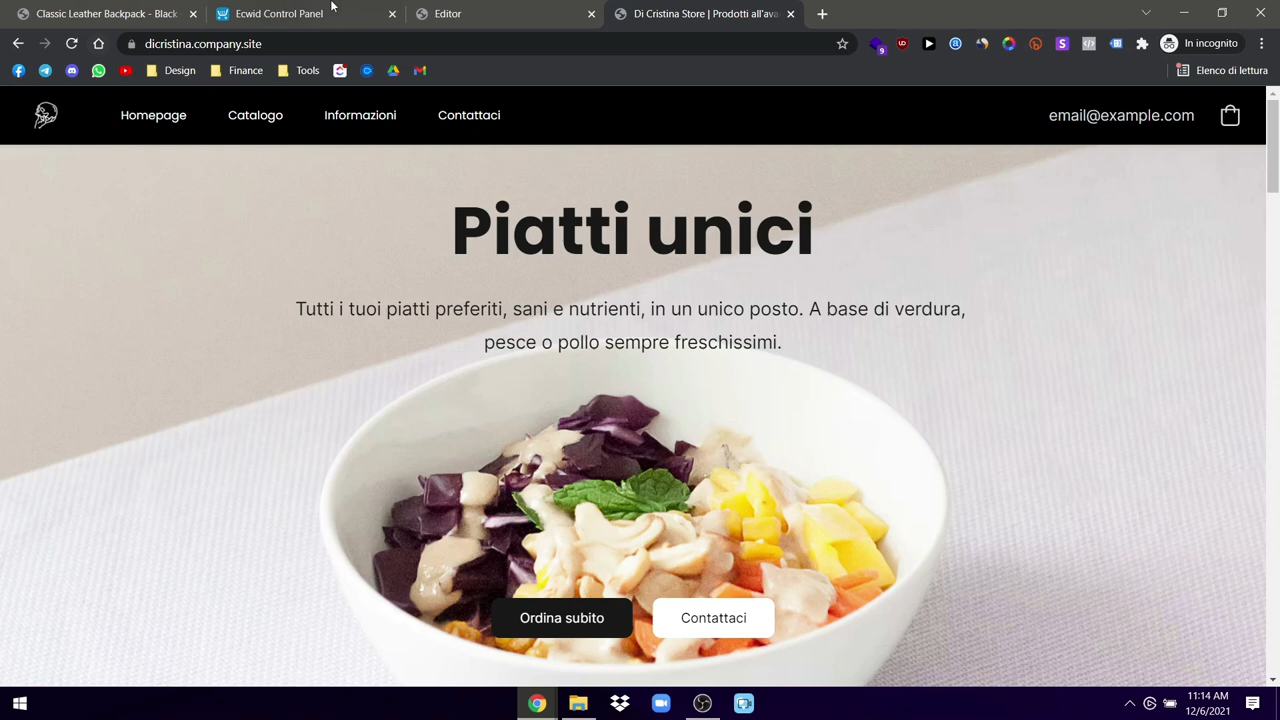 Classic Leather Backpack - Black
Ecwid Control Panel
Editor
Di Cristina Store | Prodotti all'ava
dicristina.company.site
9
In incognito
Design
Finance
Tools
Elenco di lettura
Homepage
Catalogo
Informazioni
Contattaci
email@example.com
Piatti unici
Tutti i tuoi piatti preferiti, sani e nutrienti, in un unico posto. A base di verdura,
pesce o pollo sempre freschissimi.
Ordina subito
Contattaci
11:14 AM
12/6/2021